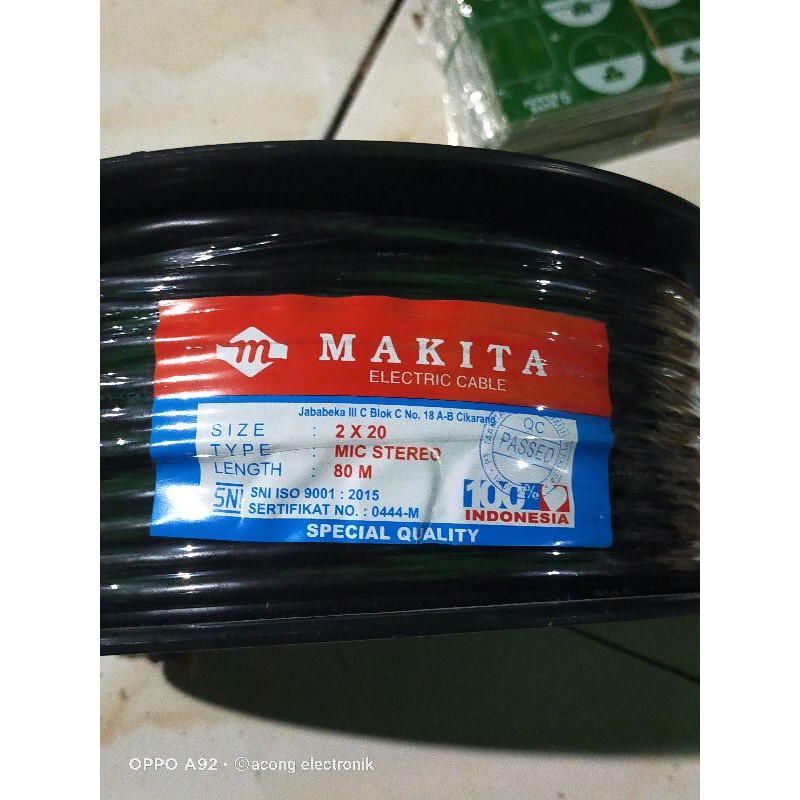 m MAKITA
ELECTRIC CABLE
Jababeka III C Blok C No. 18 A-B Cikarang
SIZE : 2 X 20
TYPE : MIC STEREO
LENGTH : 80 M
QC
PASSED
SNI SNI ISO 9001 : 2015
SERTIFIKAT NO. : 0444-M
100%
INDONESIA
SPECIAL QUALITY
OPPO A92 · ©acong electronik